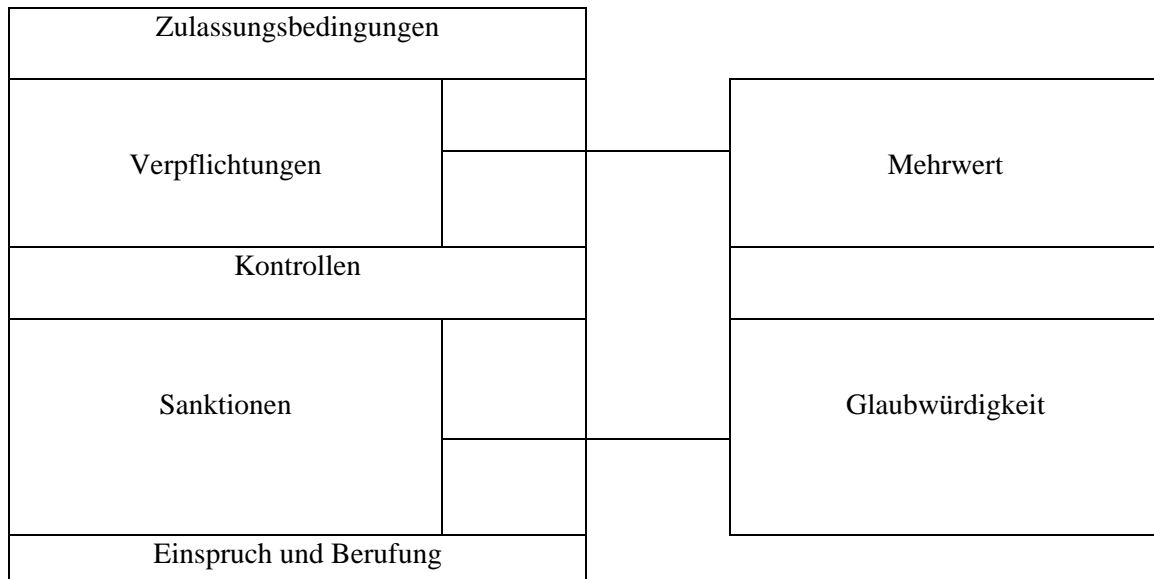 Zulassungsbedingungen
Verpflichtungen
Mehrwert
Kontrollen
Sanktionen
Glaubwürdigkeit
Einspruch und Berufung